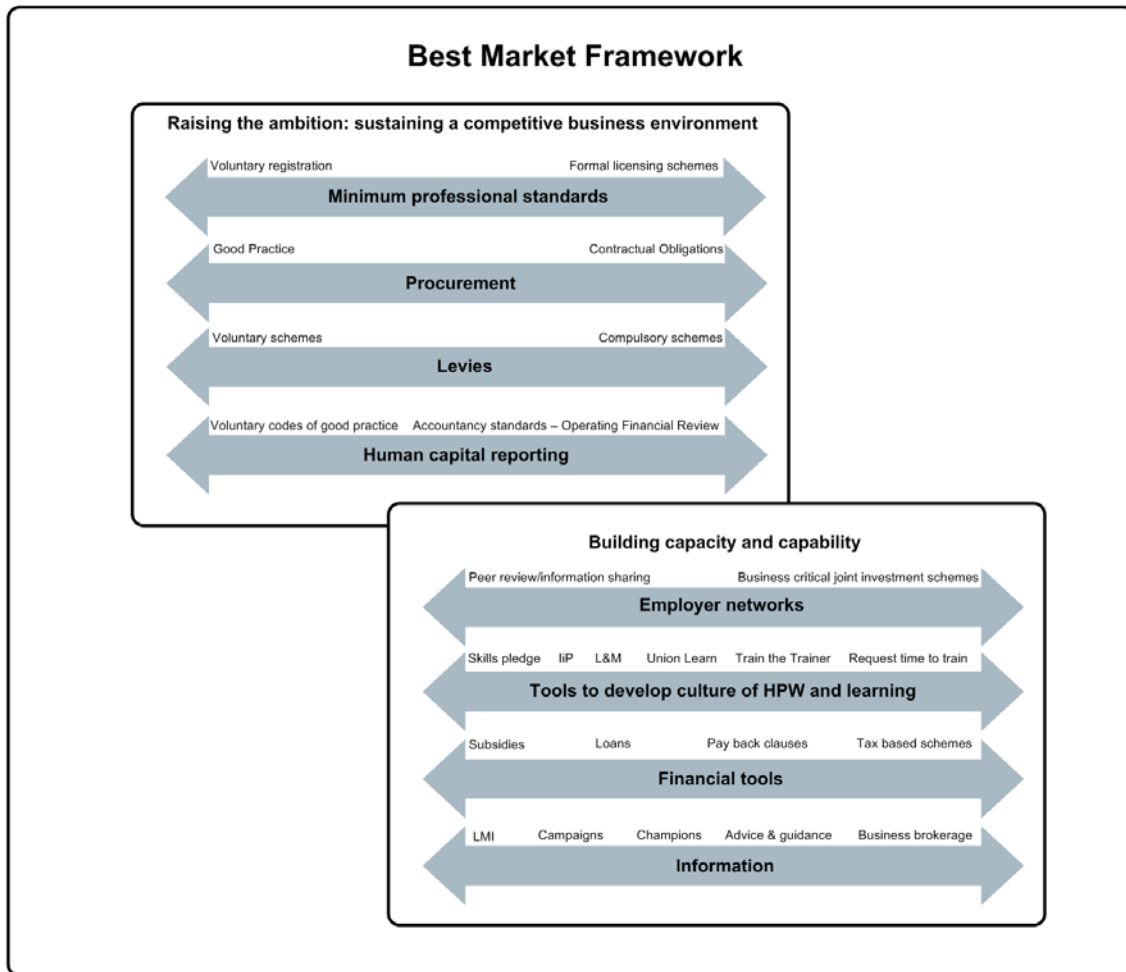 Best Market Framework
Raising the ambition: sustaining a competitive business environment
Voluntary registration Formal licensing schemes
Minimum professional standards
Good Practice Contractual Obligations
Procurement
Voluntary schemes Compulsory schemes
Levies
Voluntary codes of good practice Accountancy standards – Operating Financial Review
Human capital reporting
Building capacity and capability
Peer review/information sharing Business critical joint investment schemes
Employer networks
Skills pledge IiP L&M Union Learn Train the Trainer Request time to train
Tools to develop culture of HPW and learning
Subsidies Loans Pay back clauses Tax based schemes
Financial tools
LMI Campaigns Champions Advice & guidance Business brokerage
Information